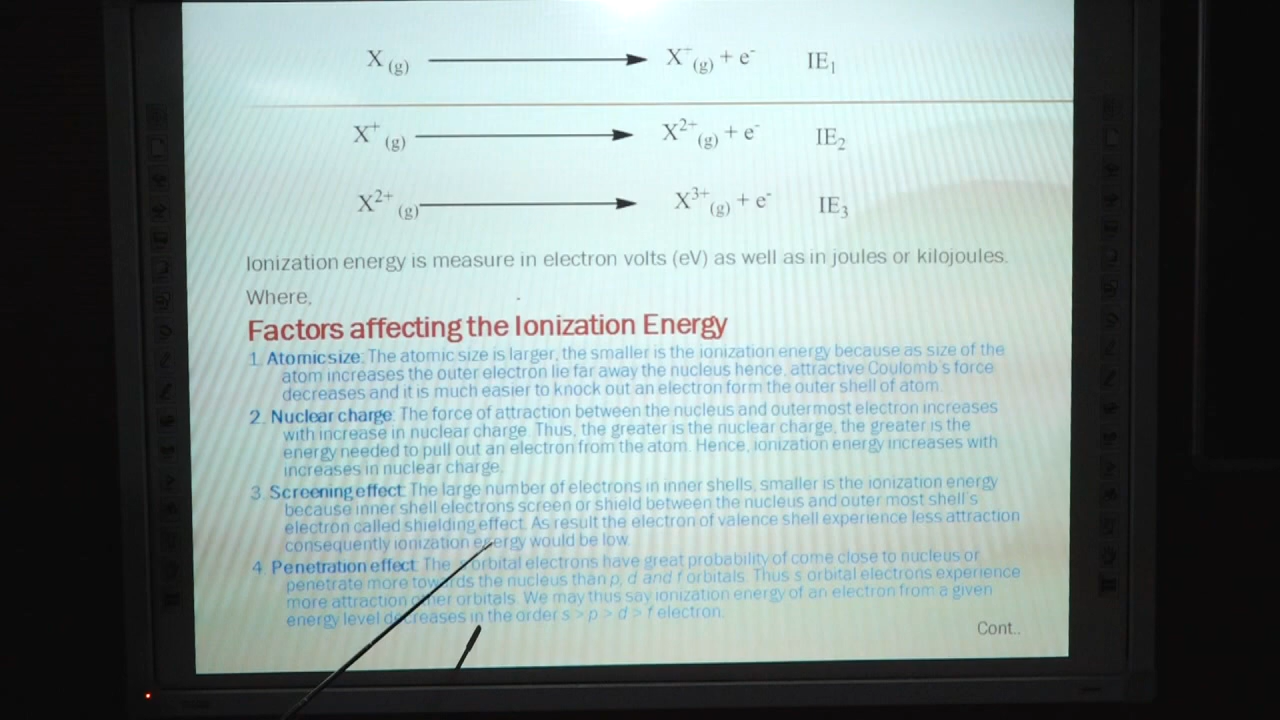 X (g) ⟶ X⁺(g) + e⁻ IE₁
X⁺ (g) ⟶ X²⁺(g) + e⁻ IE₂
X²⁺ (g) ⟶ X³⁺(g) + e⁻ IE₃
Ionization energy is measure in electron volts (eV) as well as in joules or kilojoules.
Where,
Factors affecting the Ionization Energy
1. Atomic size: The atomic size is larger, the smaller is the ionization energy because as size of the
atom increases the outer electron lie far away the nucleus hence, attractive Coulomb's force
decreases and it is much easier to knock out an electron form the outer shell of atom.
2. Nuclear charge: The force of attraction between the nucleus and outermost electron increases
with increase in nuclear charge. Thus, the greater is the nuclear charge, the greater is the
energy needed to pull out an electron from the atom. Hence, ionization energy increases with
increases in nuclear charge.
3. Screening effect: The large number of electrons in inner shells, smaller is the ionization energy
because inner shell electrons screen or shield between the nucleus and outer most shell's
electron called shielding effect. As result the electron of valence shell experience less attraction
consequently ionization energy would be low.
4. Penetration effect: The orbital electrons have great probability of come close to nucleus or
penetrate more towards the nucleus than p, d and f orbitals. Thus s orbital electrons experience
more attraction other orbitals. We may thus say ionization energy of an electron from a given
energy level decreases in the order s > p > d > f electron.
Cont..